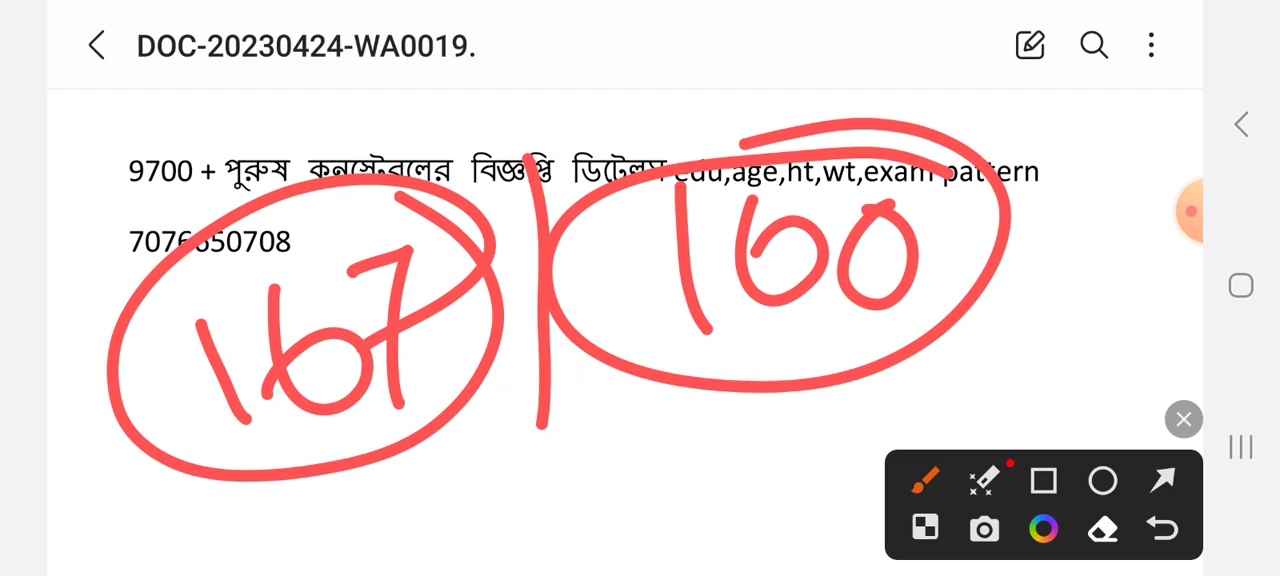 DOC-20230424-WA0019.
9700 + পুরুষ কনস্টেবলের বিজ্ঞপ্তি ডিটেলস edu,age,ht,wt,exam pattern
7076650708
167 | 160